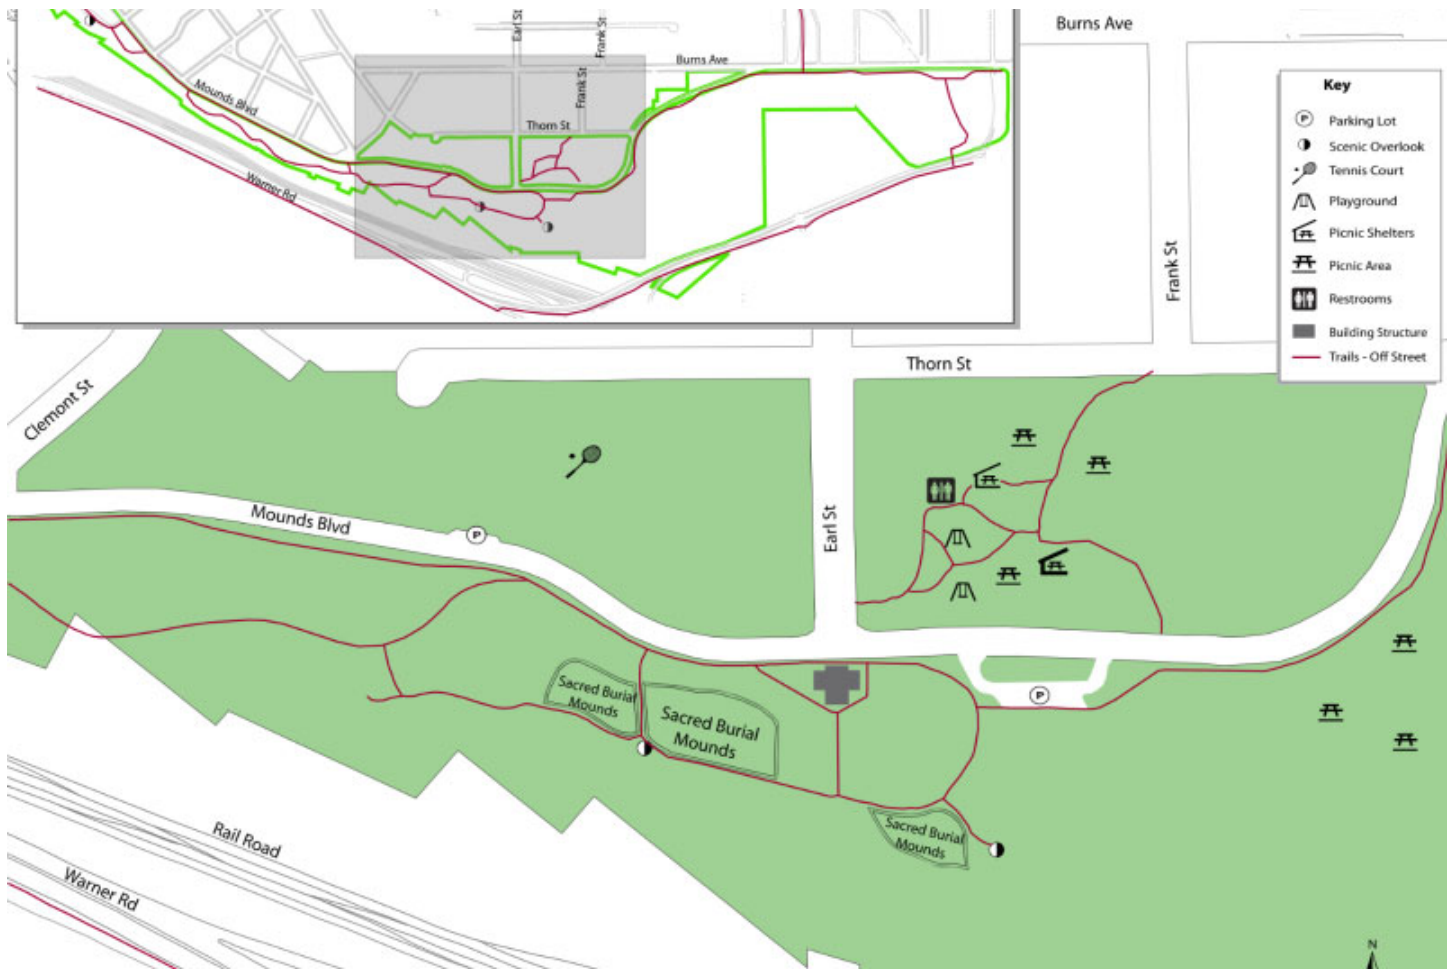 Earl St
Frank St
Burns Ave
Mounds Blvd
Frank St
Thorn St
Warner Rd
Burns Ave
Frank St
Key
P Parking Lot
Scenic Overlook
Tennis Court
Playground
Picnic Shelters
Picnic Area
Restrooms
Building Structure
Trails - Off Street
Clemont St
Thorn St
Mounds Blvd
P
Earl St
Sacred Burial
Mounds
Sacred Burial
Mounds
P
Sacred Burial
Mounds
Rail Road
Warner Rd
N